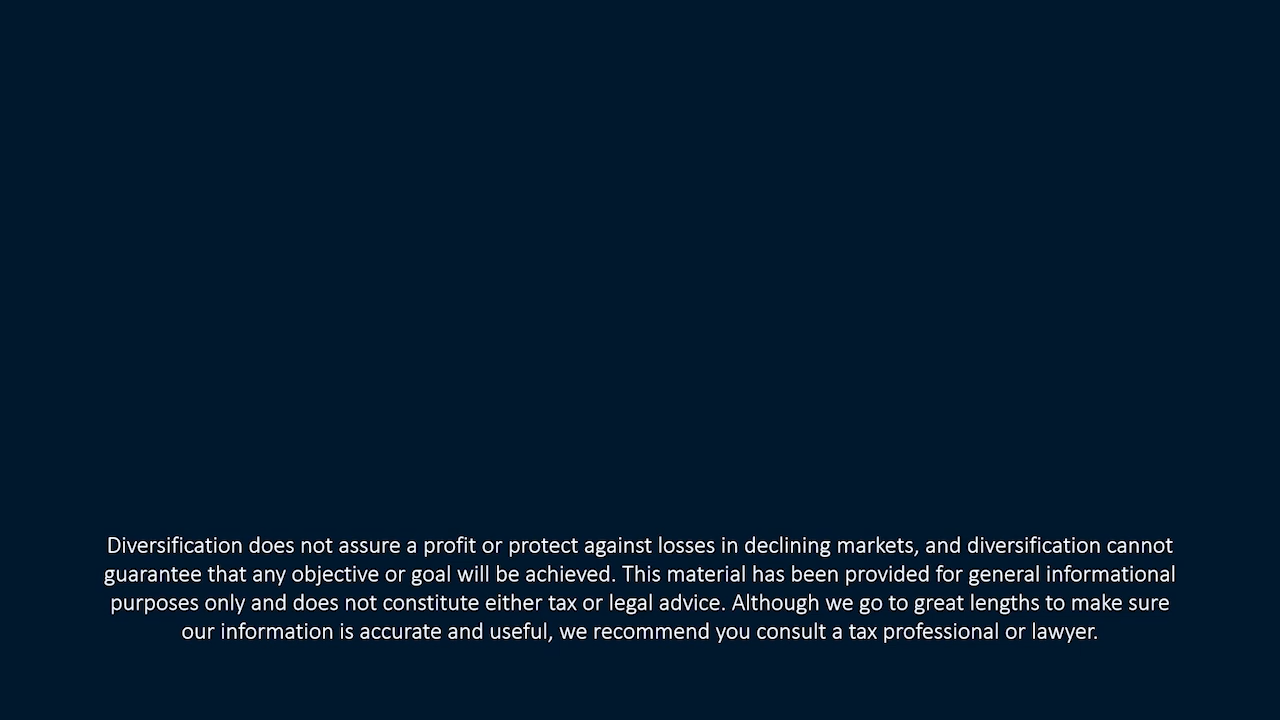 Diversification does not assure a profit or protect against losses in declining markets, and diversification cannot
guarantee that any objective or goal will be achieved. This material has been provided for general informational
purposes only and does not constitute either tax or legal advice. Although we go to great lengths to make sure
our information is accurate and useful, we recommend you consult a tax professional or lawyer.